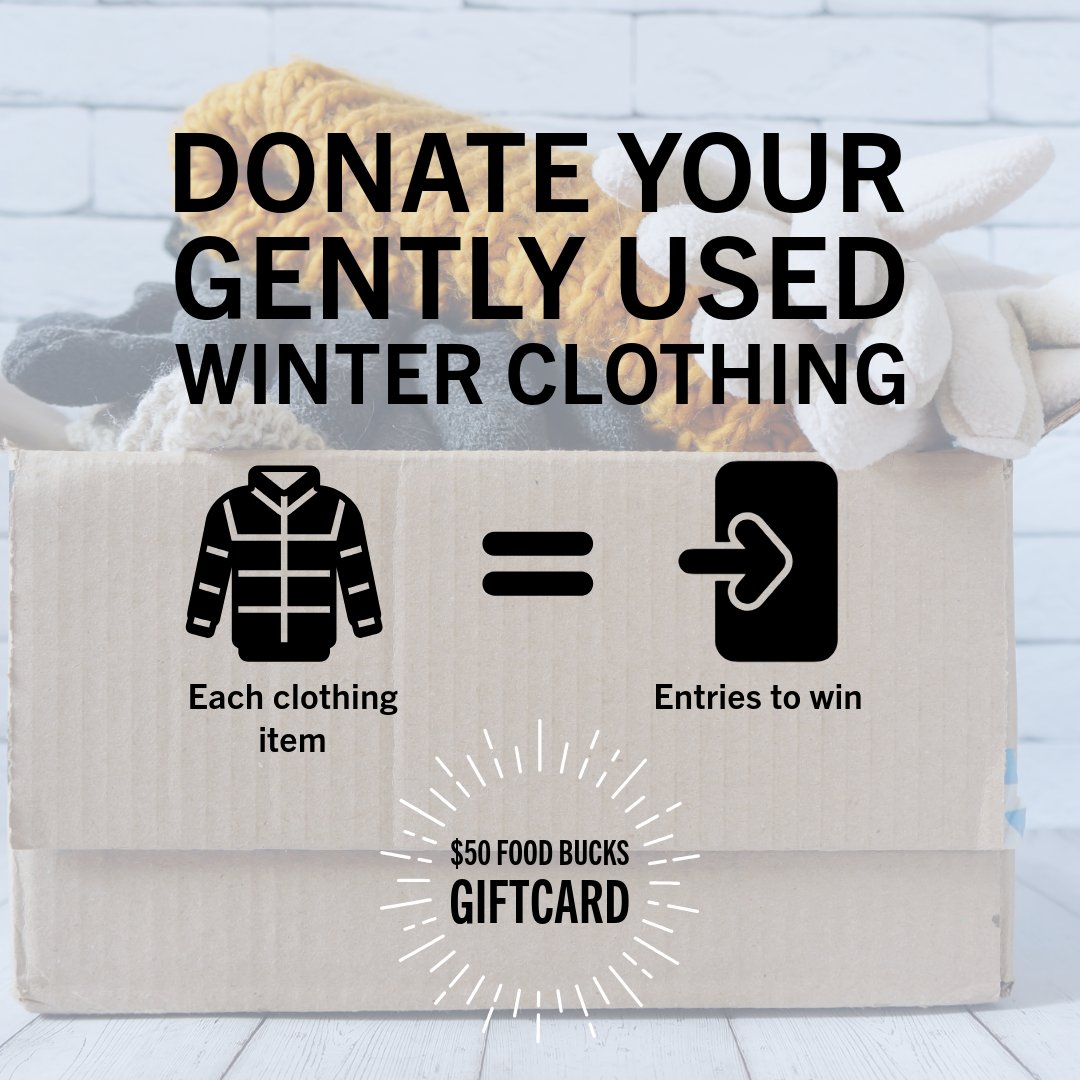 DONATE YOUR
GENTLY USED
WINTER CLOTHING
Each clothing
item
Entries to win
$50 FOOD BUCKS
GIFTCARD